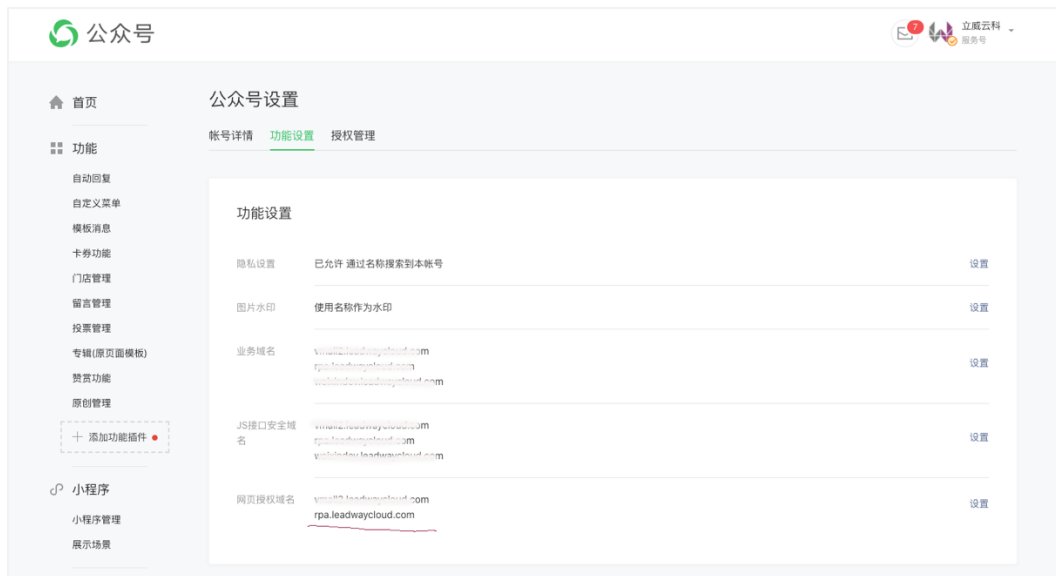 公众号
7
立威云科
服务号
首页
公众号设置
帐号详情 功能设置 授权管理
功能
自动回复
自定义菜单
模板消息
卡券功能
门店管理
留言管理
投票管理
专辑(原页面模板)
赞赏功能
原创管理
添加功能插件
小程序
小程序管理
展示场景
功能设置
隐私设置 已允许 通过名称搜索到本帐号 设置
图片水印 使用名称作为水印 设置
业务域名 设置
JS接口安全域
名 设置
网页授权域名 设置
rpa.leadwaycloud.com